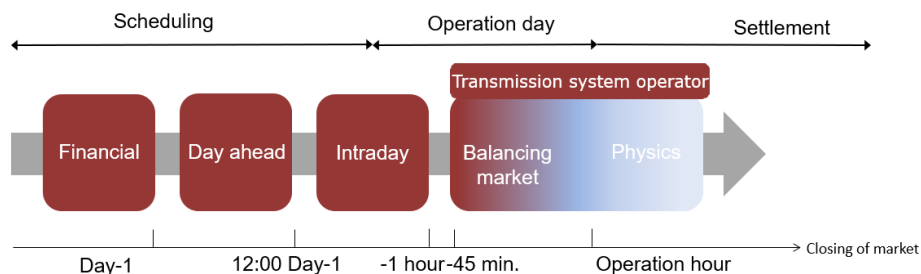 Scheduling
Operation day
Settlement
Transmission system operator
Financial
Day ahead
Intraday
Balancing
market
Physics
Closing of market
Day-1
12:00 Day-1
-1 hour
-45 min.
Operation hour